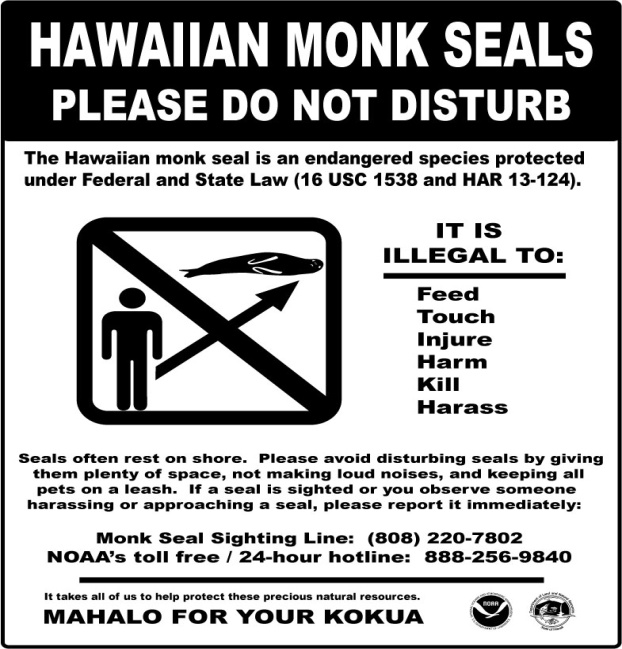 HAWAIIAN MONK SEALS
PLEASE DO NOT DISTURB
The Hawaiian monk seal is an endangered species protected
under Federal and State Law (16 USC 1538 and HAR 13-124).
IT IS
ILLEGAL TO:
Feed
Touch
Injure
Harm
Kill
Harass
Seals often rest on shore. Please avoid disturbing seals by giving
them plenty of space, not making loud noises, and keeping all
pets on a leash. If a seal is sighted or you observe someone
harassing or approaching a seal, please report it immediately:
Monk Seal Sighting Line: (808) 220-7802
NOAA's toll free / 24-hour hotline: 888-256-9840
It takes all of us to help protect these precious natural resources.
MAHALO FOR YOUR KOKUA
NOAA